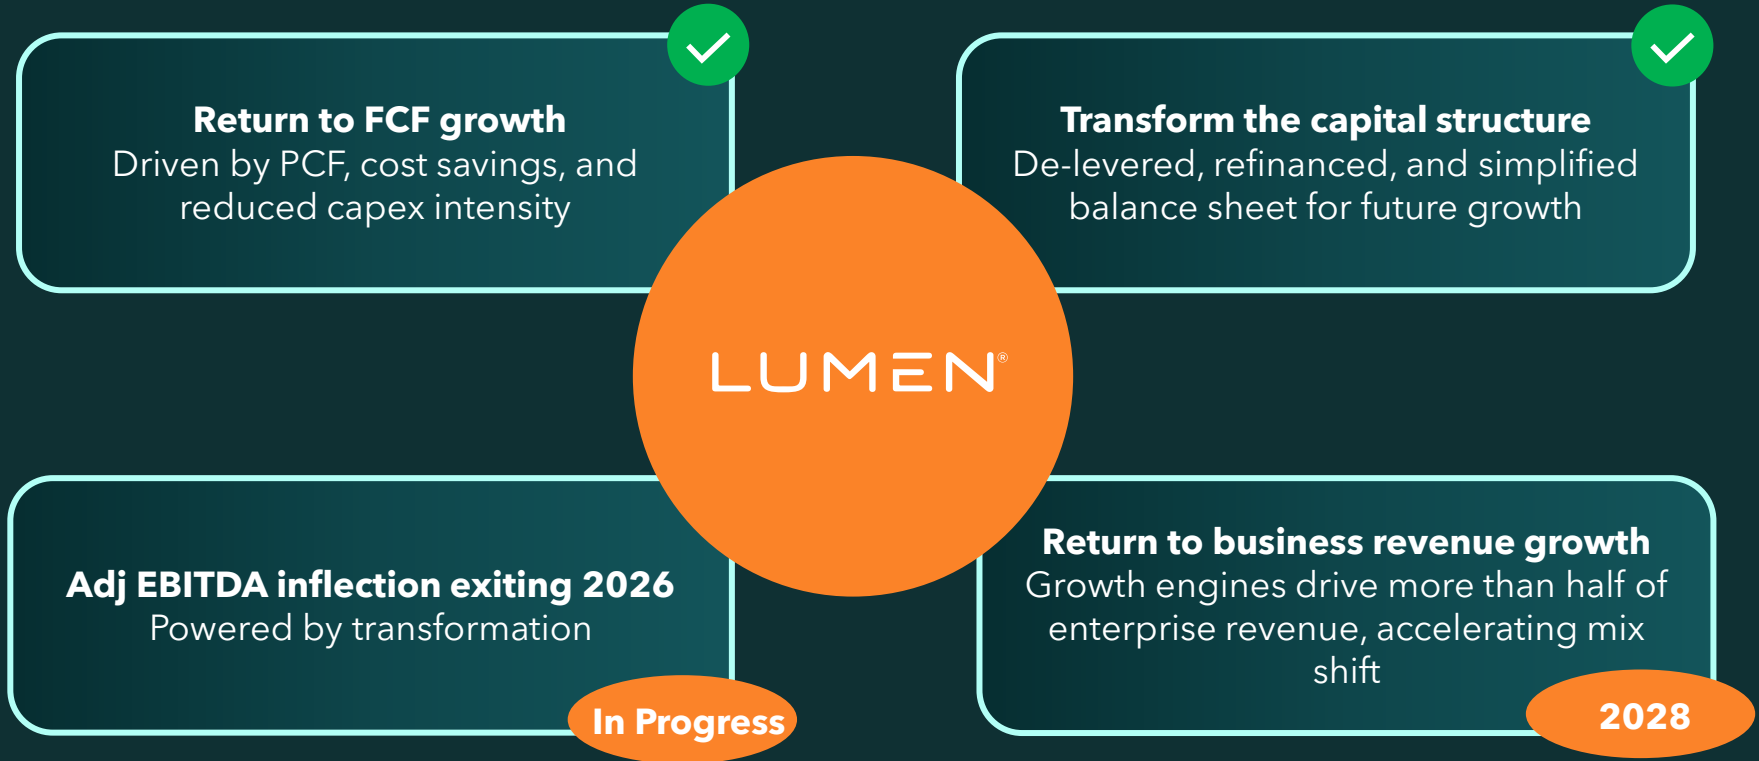 Return to FCF growth
Driven by PCF, cost savings, and
reduced capex intensity
Transform the capital structure
De-levered, refinanced, and simplified
balance sheet for future growth
LUMEN®
Adj EBITDA inflection exiting 2026
Powered by transformation
In Progress
Return to business revenue growth
Growth engines drive more than half of
enterprise revenue, accelerating mix
shift
2028